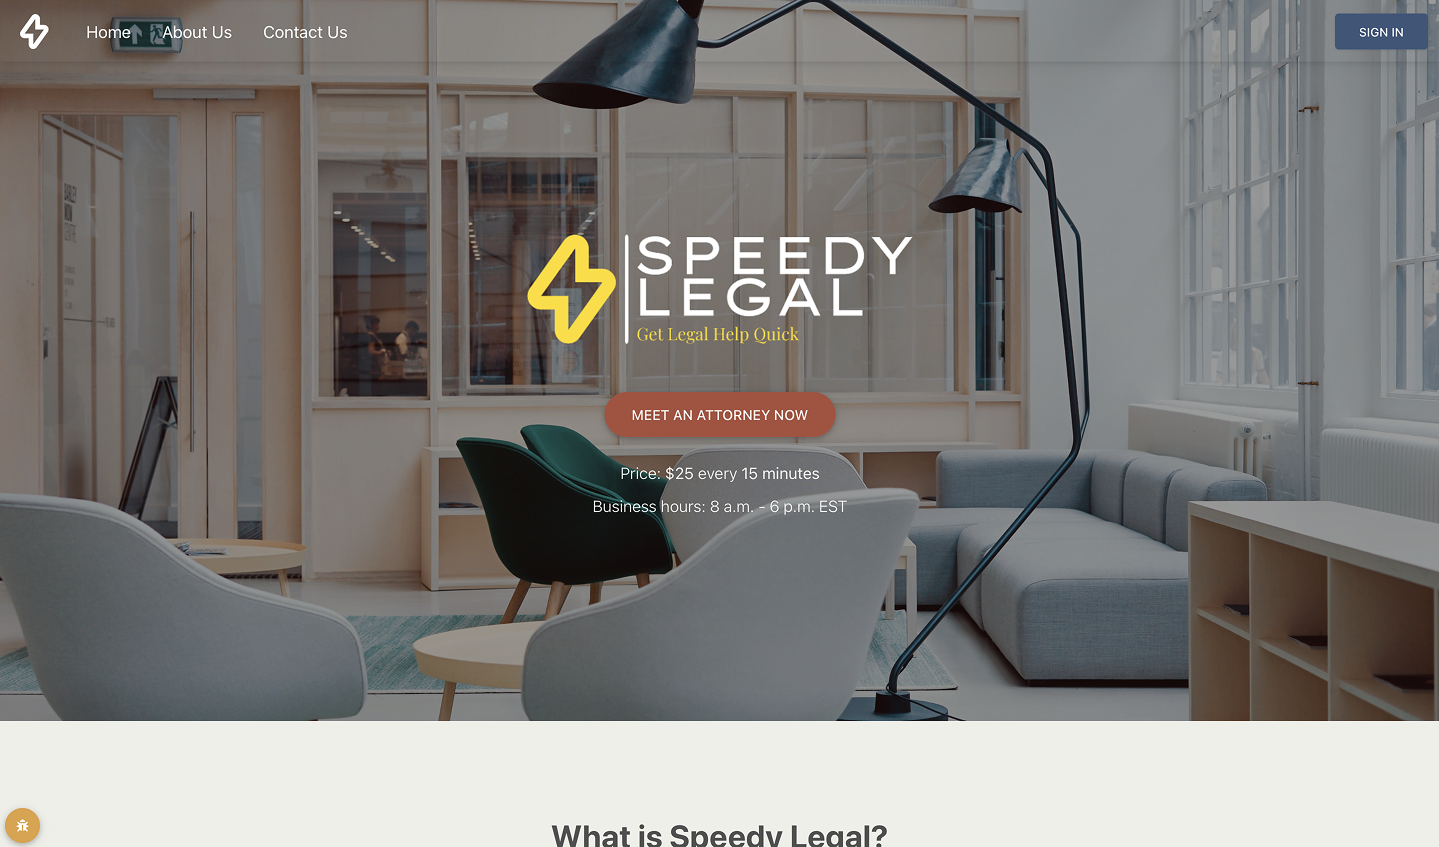 Home About Us Contact Us SIGN IN
SPEEDY
LEGAL
Get Legal Help Quick
MEET AN ATTORNEY NOW
Price: $25 every 15 minutes
Business hours: 8 a.m. - 6 p.m. EST
What is Speedy Legal?